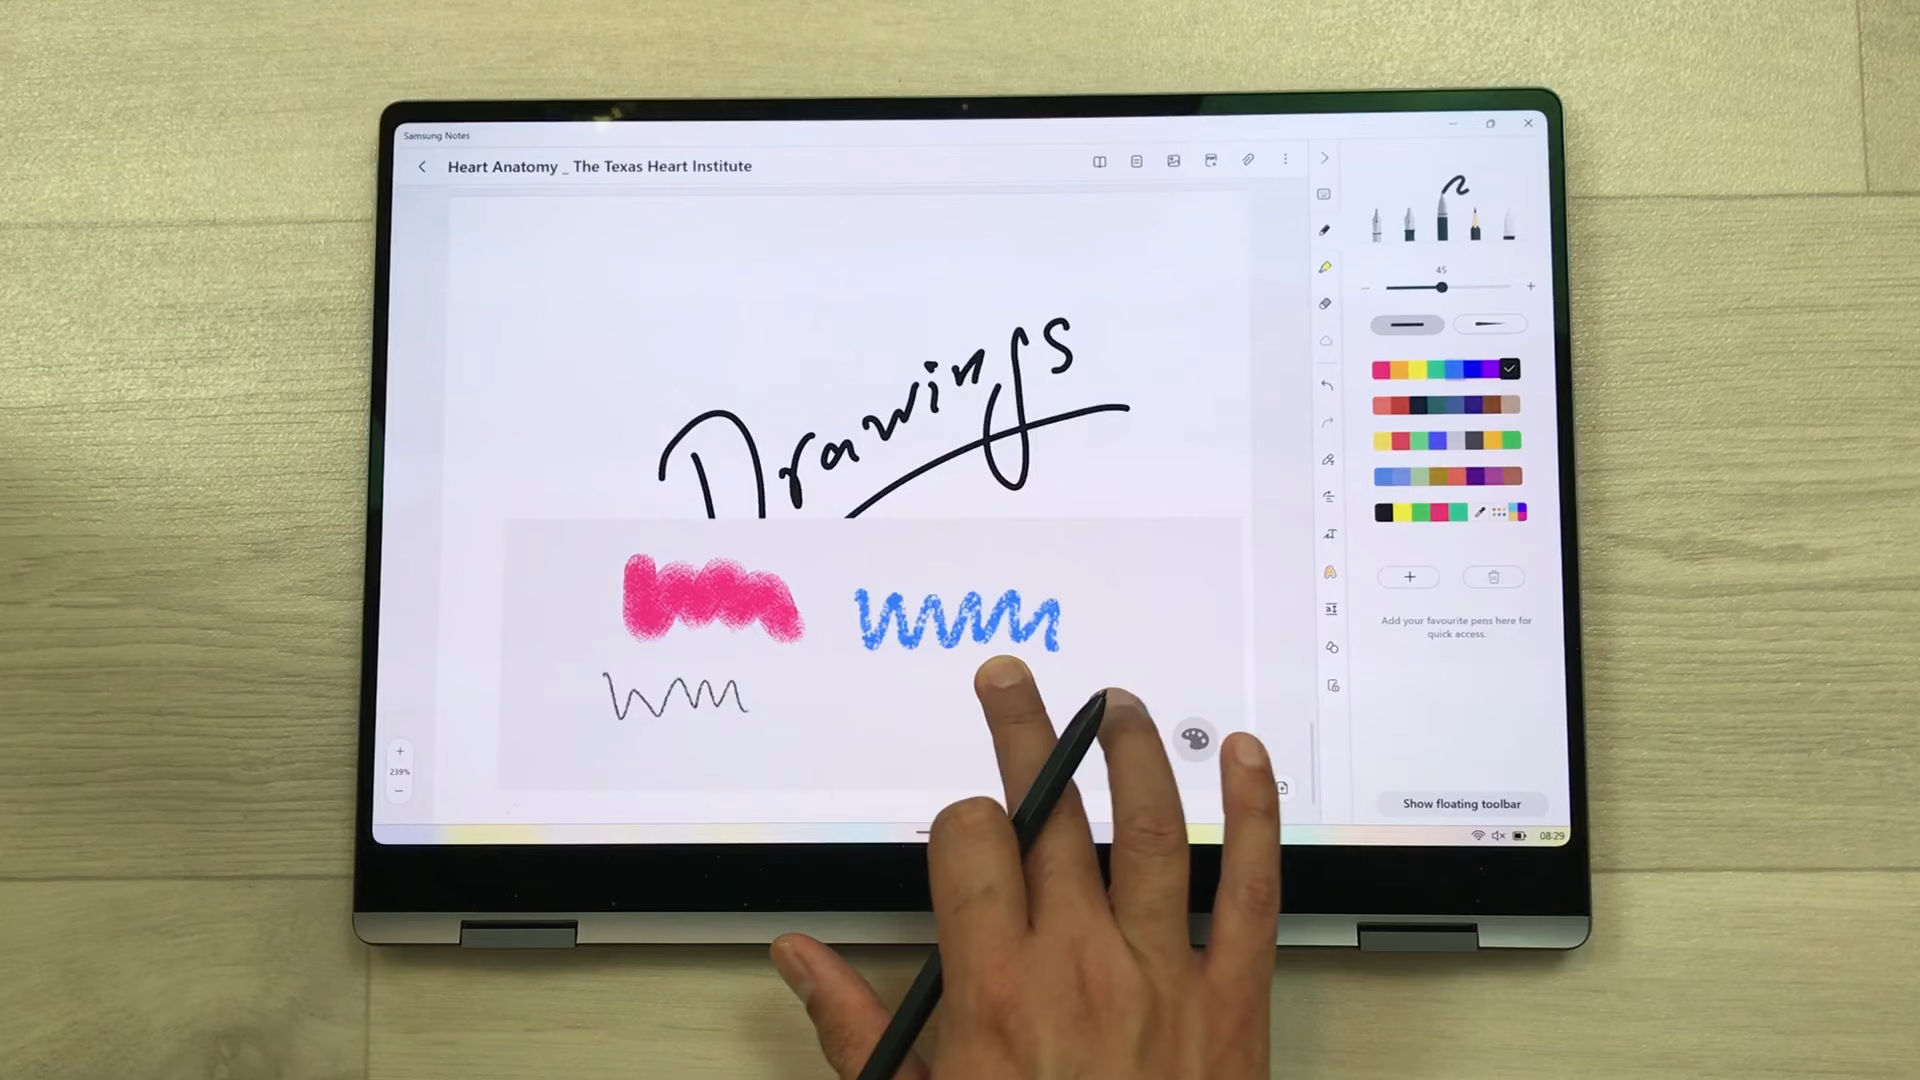 Samsung Notes
Heart Anatomy _ The Texas Heart Institute
45
Drawings
Add your favourite pens here for
quick access.
239%
Show floating toolbar
08:29